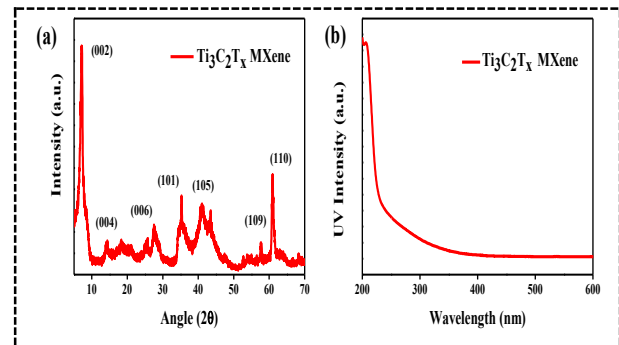 (a)
(002)
Ti3C2Tx MXene
(101)
(105)
(110)
(004)
(006)
(109)
Intensity (a.u.)
10 20 30 40 50 60 70
Angle (2θ)
(b)
Ti3C2Tx MXene
UV Intensity (a.u.)
200 300 400 500 600
Wavelength (nm)